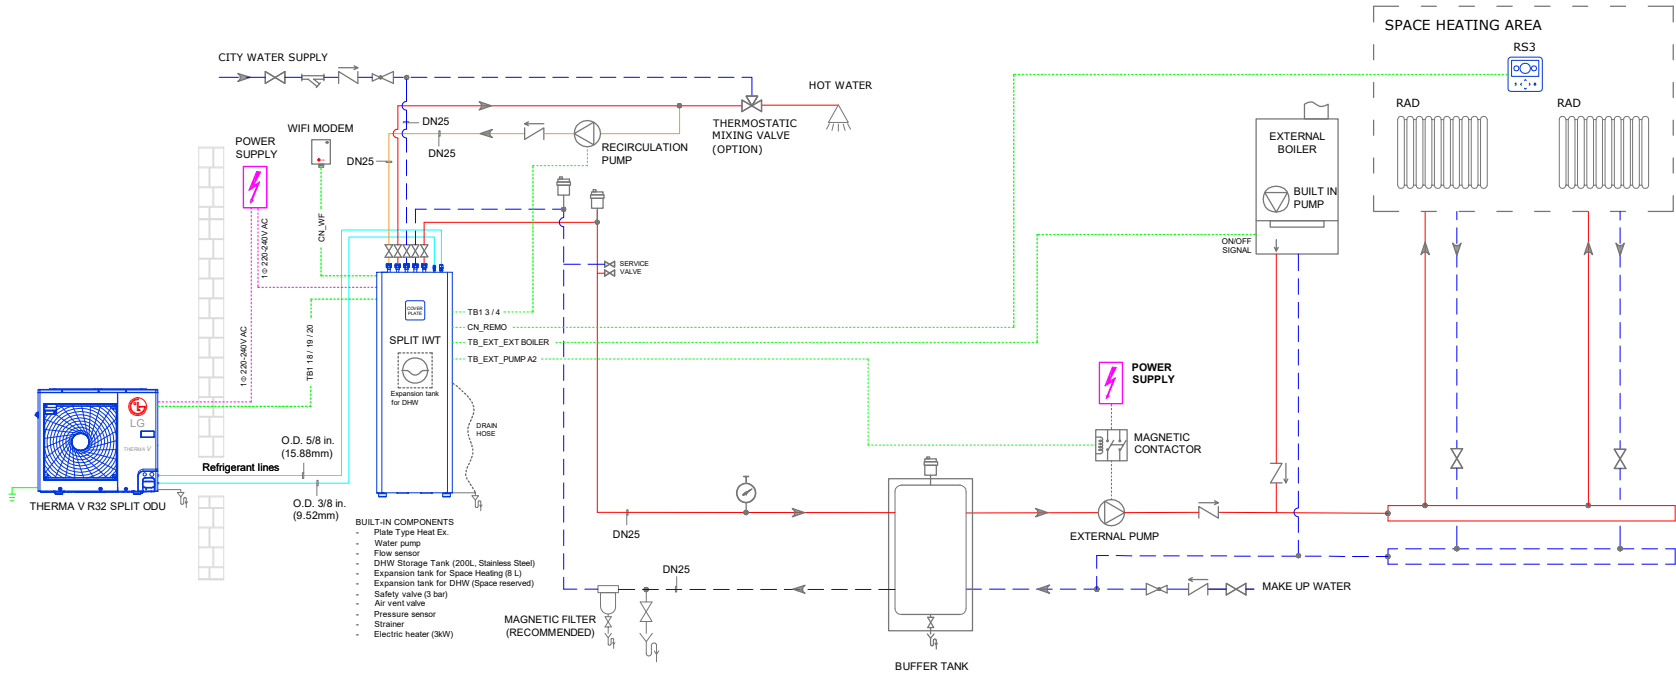 SPACE HEATING AREA
RS3
RAD
RAD
CITY WATER SUPPLY
HOT WATER
DN25
DN25
DN25
THERMOSTATIC
MIXING VALVE
(OPTION)
RECIRCULATION
PUMP
WIFI MODEM
POWER
SUPPLY
EXTERNAL
BOILER
BUILT IN
PUMP
ON/OFF
SIGNAL
CN_WF
1Φ 220-240V AC
SERVICE
VALVE
COVER
PLATE
SPLIT IWT
Expansion tank
for DHW
TB1 3 / 4
CN_REMO
TB_EXT_EXT BOILER
TB_EXT_PUMP A2
TB1 18 / 19 / 20
1Φ 220-240V AC
POWER
SUPPLY
MAGNETIC
CONTACTOR
LG
LG
THERMA V
DRAIN
HOSE
O.D. 5/8 in.
(15.88mm)
Refrigerant lines
O.D. 3/8 in.
(9.52mm)
THERMA V R32 SPLIT ODU
BUILT-IN COMPONENTS
- Plate Type Heat Ex.
- Water pump
- Flow sensor
- DHW Storage Tank (200L, Stainless Steel)
- Expansion tank for Space Heating (8 L)
- Expansion tank for DHW (Space reserved)
- Safety valve (3 bar)
- Air vent valve
- Pressure sensor
- Strainer
- Electric heater (3kW)
DN25
EXTERNAL PUMP
DN25
MAGNETIC FILTER
(RECOMMENDED)
MAKE UP WATER
BUFFER TANK